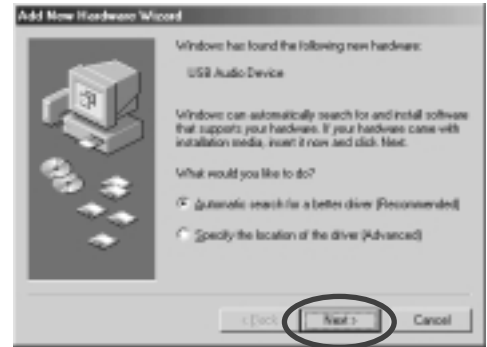 Add New Hardware Wizard
Windows has found the following new hardware:
USB Audio Device
Windows can automatically search for and install software
that supports your hardware. If your hardware came with
installation media, insert it now and click Next.
What would you like to do?
Automatic search for a better driver (Recommended)
Specify the location of the driver (Advanced)
< Back
Next >
Cancel